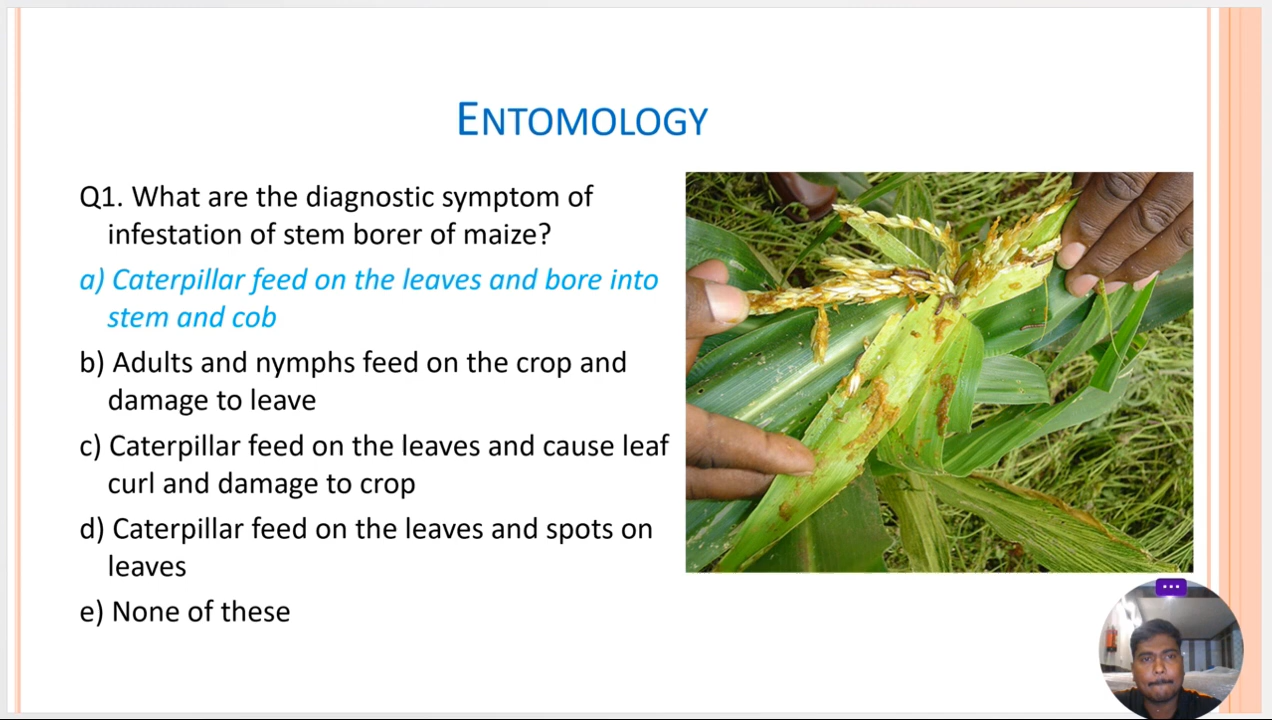 ENTOMOLOGY
Q1. What are the diagnostic symptom of
infestation of stem borer of maize?
a) Caterpillar feed on the leaves and bore into
stem and cob
b) Adults and nymphs feed on the crop and
damage to leave
c) Caterpillar feed on the leaves and cause leaf
curl and damage to crop
d) Caterpillar feed on the leaves and spots on
leaves
e) None of these